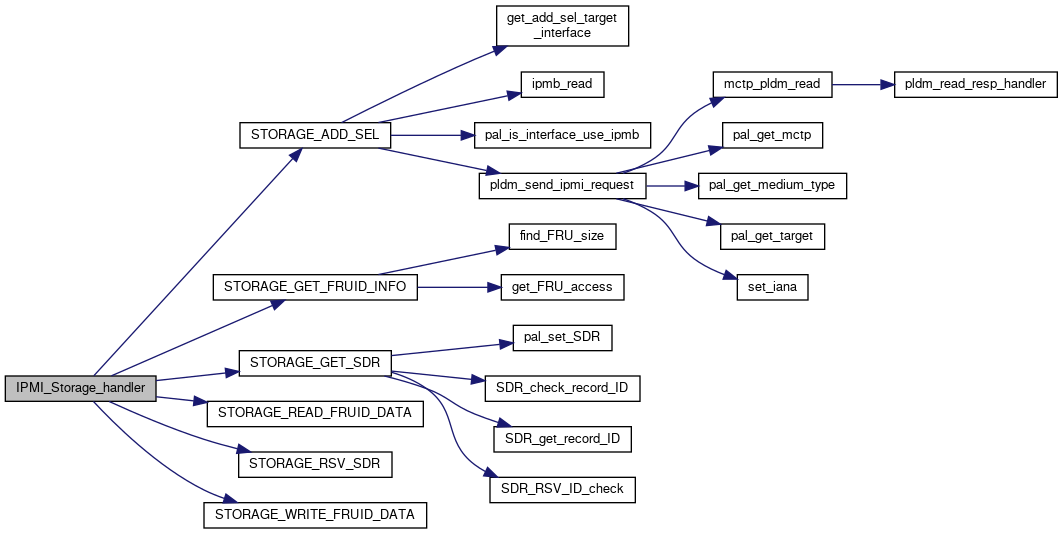 get_add_sel_target
_interface
ipmb_read
mctp_pldm_read
pldm_read_resp_handler
STORAGE_ADD_SEL
pal_is_interface_use_ipmb
pal_get_mctp
pldm_send_ipmi_request
pal_get_medium_type
find_FRU_size
pal_get_target
STORAGE_GET_FRUID_INFO
get_FRU_access
set_iana
pal_set_SDR
STORAGE_GET_SDR
IPMI_Storage_handler
SDR_check_record_ID
STORAGE_READ_FRUID_DATA
SDR_get_record_ID
STORAGE_RSV_SDR
SDR_RSV_ID_check
STORAGE_WRITE_FRUID_DATA